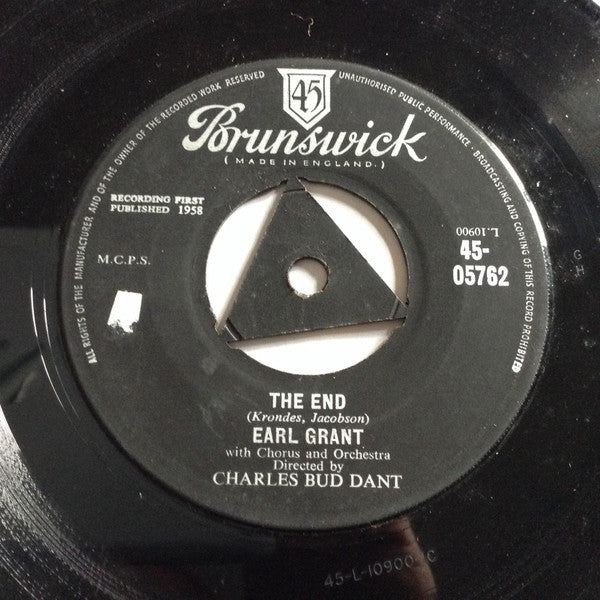 ALL RIGHTS OF THE MANUFACTURER AND OF THE OWNER OF THE RECORDED WORK RESERVED
UNAUTHORISED PUBLIC PERFORMANCE · BROADCASTING AND COPYING OF THIS RECORD PROHIBITED
45
Brunswick
( MADE IN ENGLAND. )
RECORDING FIRST
PUBLISHED 1958
M.C.P.S.
L.10900
45-
05762
G
H
THE END
(Krondes, Jacobson)
EARL GRANT
with Chorus and Orchestra
Directed by
CHARLES BUD DANT
45-L-10900 C